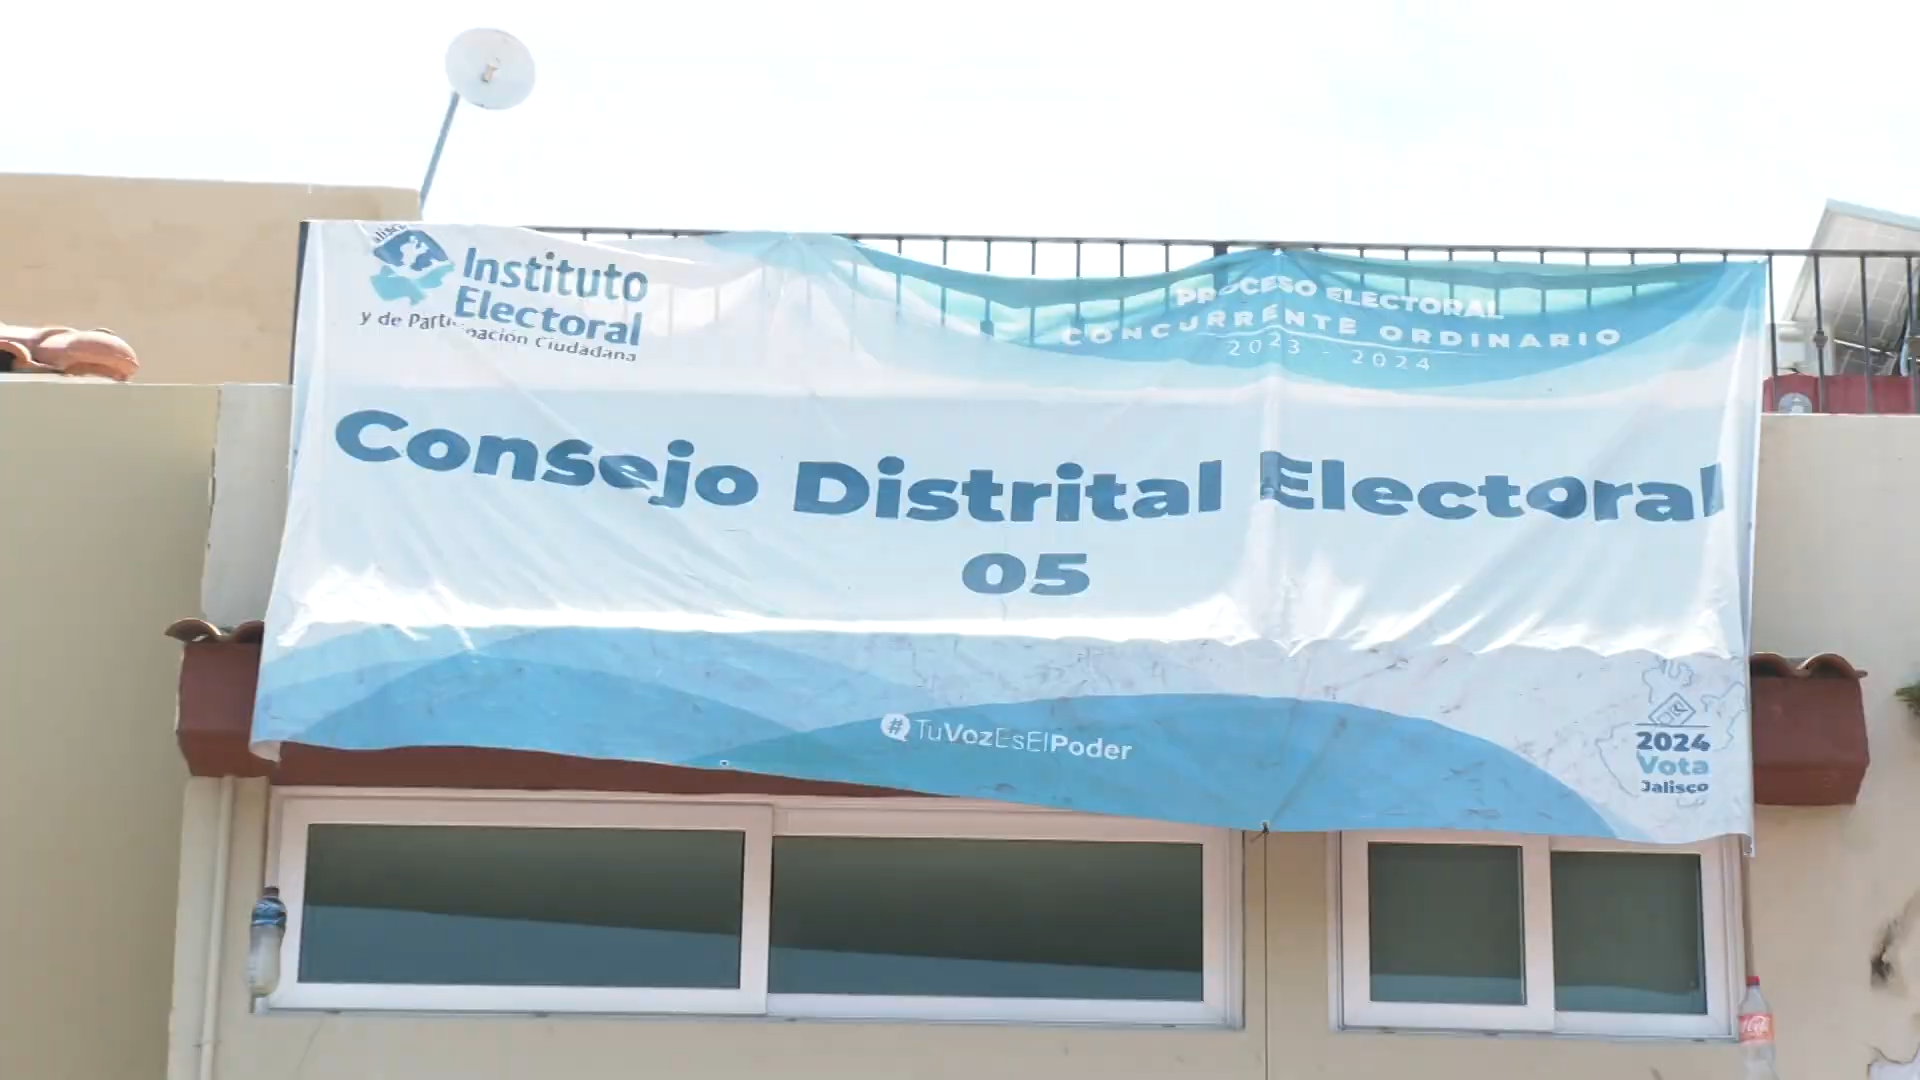 Jalisco
Instituto
Electoral
y de Participación Ciudadana
PROCESO ELECTORAL
CONCURRENTE ORDINARIO
2023 2024
Consejo Distrital Electoral
05
#TuVozEsElPoder
2024
Vota
Jalisco